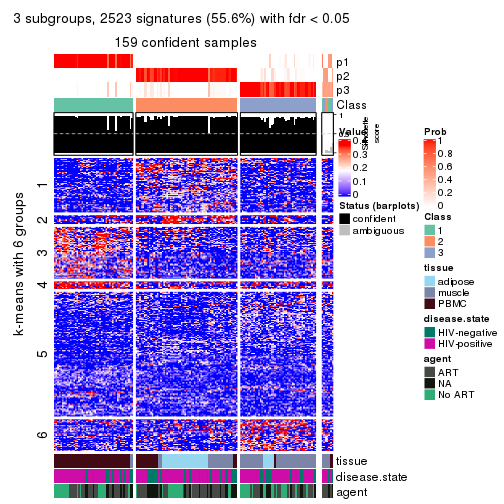 3 subgroups, 2523 signatures (55.6%) with fdr < 0.05
159 confident samples
p1
p2
p3
Class
1
Silhouette
score
k-means with 6 groups
1
2
3
4
5
6
tissue
disease.state
agent
Value
0.4
0.3
0.2
0.1
0
Status (barplots)
confident
ambiguous
Prob
1
0.8
0.6
0.4
0.2
0
Class
1
2
3
tissue
adipose
muscle
PBMC
disease.state
HIV-negative
HIV-positive
agent
ART
NA
No ART